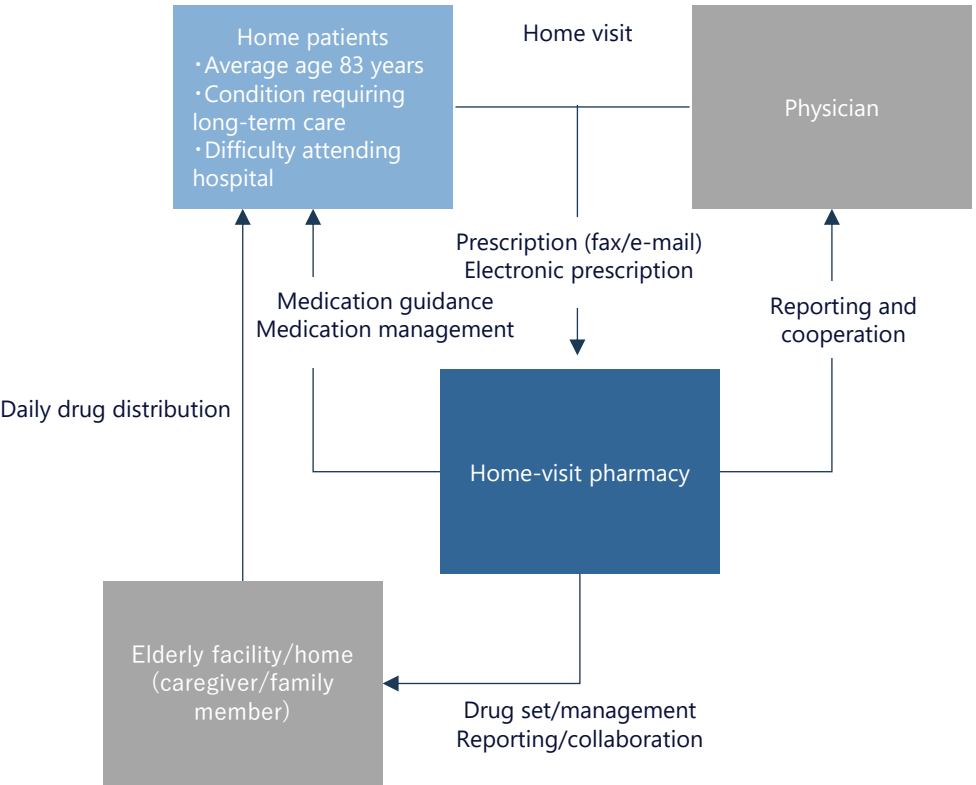 Home patients
・Average age 83 years
・Condition requiring
long-term care
・Difficulty attending
hospital
Home visit
Physician
Prescription (fax/e-mail)
Electronic prescription
Medication guidance
Medication management
Reporting and
cooperation
Daily drug distribution
Home-visit pharmacy
Elderly facility/home
(caregiver/family
member)
Drug set/management
Reporting/collaboration